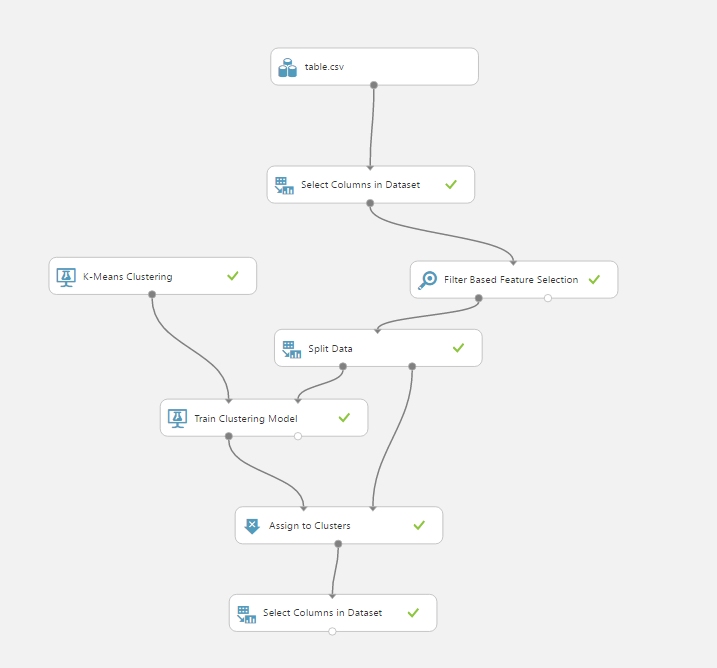 table.csv
Select Columns in Dataset
K-Means Clustering
Filter Based Feature Selection
Split Data
Train Clustering Model
Assign to Clusters
Select Columns in Dataset